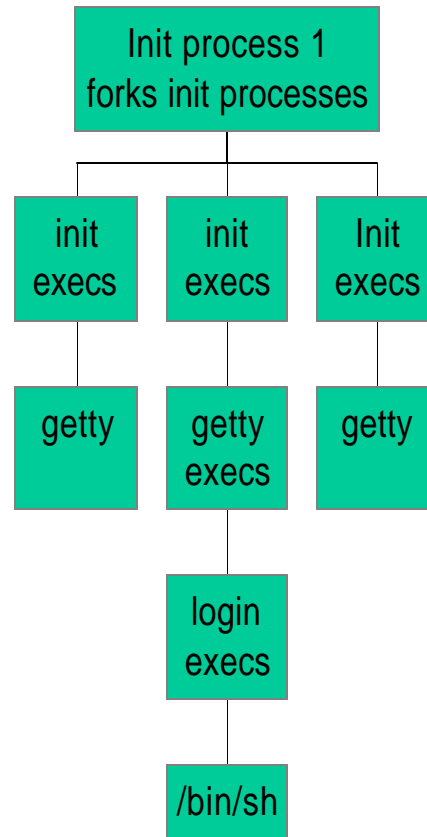 Init process 1
forks init processes
init
execs
init
execs
Init
execs
getty
getty
execs
getty
login
execs
/bin/sh